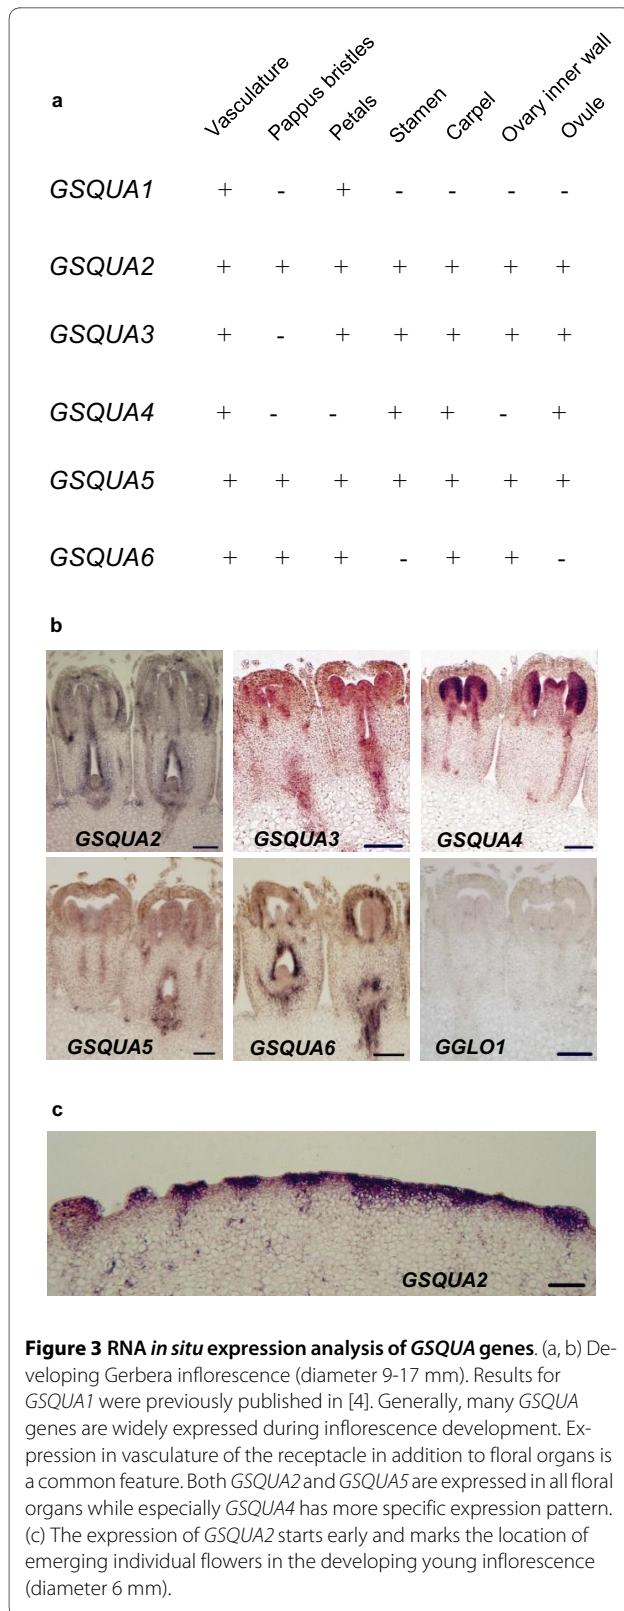 a
Vasculature Pappus bristles Petals Stamen Carpel Ovary inner wall Ovule
GSQUA1 + - + - - - -
GSQUA2 + + + + + + +
GSQUA3 + - + + + + +
GSQUA4 + - - + + - +
GSQUA5 + + + + + + +
GSQUA6 + + + - + + -
b
GSQUA2 GSQUA3 GSQUA4
GSQUA5 GSQUA6 GGLO1
c
GSQUA2
Figure 3 RNA in situ expression analysis of GSQUA genes. (a, b) De-
veloping Gerbera inflorescence (diameter 9-17 mm). Results for
GSQUA1 were previously published in [4]. Generally, many GSQUA
genes are widely expressed during inflorescence development. Ex-
pression in vasculature of the receptacle in addition to floral organs is
a common feature. Both GSQUA2 and GSQUA5 are expressed in all floral
organs while especially GSQUA4 has more specific expression pattern.
(c) The expression of GSQUA2 starts early and marks the location of
emerging individual flowers in the developing young inflorescence
(diameter 6 mm).